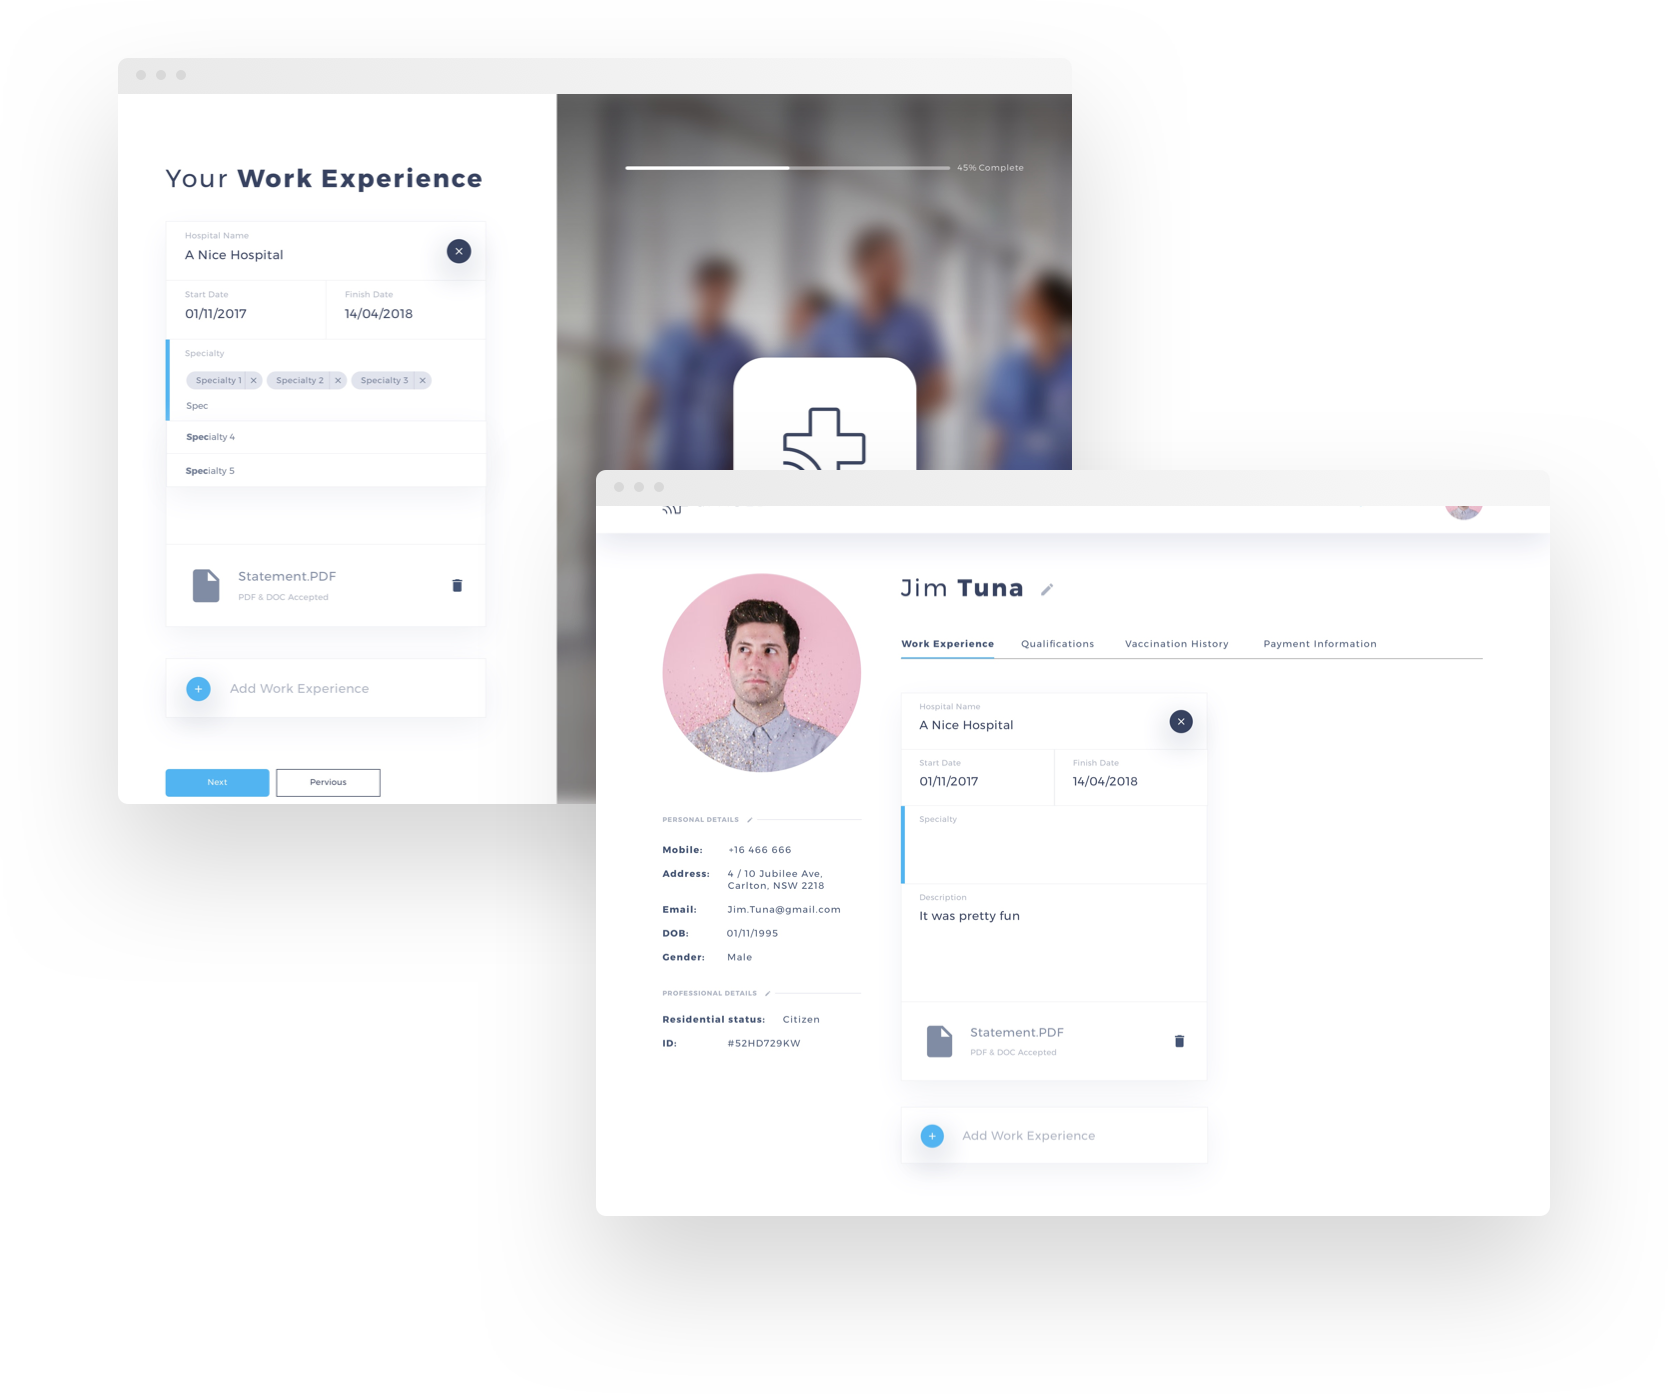 Your Work Experience
45% Complete
Hospital Name
A Nice Hospital
Start Date
Finish Date
01/11/2017
14/04/2018
Specialty
Specialty 1
Specialty 2
Specialty 3
Spec
Specialty 4
Specialty 5
Statement.PDF
PDF & DOC Accepted
Add Work Experience
Next
Pervious
Jim Tuna
Work Experience
Qualifications
Vaccination History
Payment Information
Hospital Name
A Nice Hospital
Start Date
Finish Date
01/11/2017
14/04/2018
Specialty
Description
It was pretty fun
Statement.PDF
PDF & DOC Accepted
Add Work Experience
PERSONAL DETAILS
Mobile: +16 466 666
Address: 4 / 10 Jubilee Ave,
Carlton, NSW 2218
Email: Jim.Tuna@gmail.com
DOB: 01/11/1995
Gender: Male
PROFESSIONAL DETAILS
Residential status: Citizen
ID: #52HD729KW